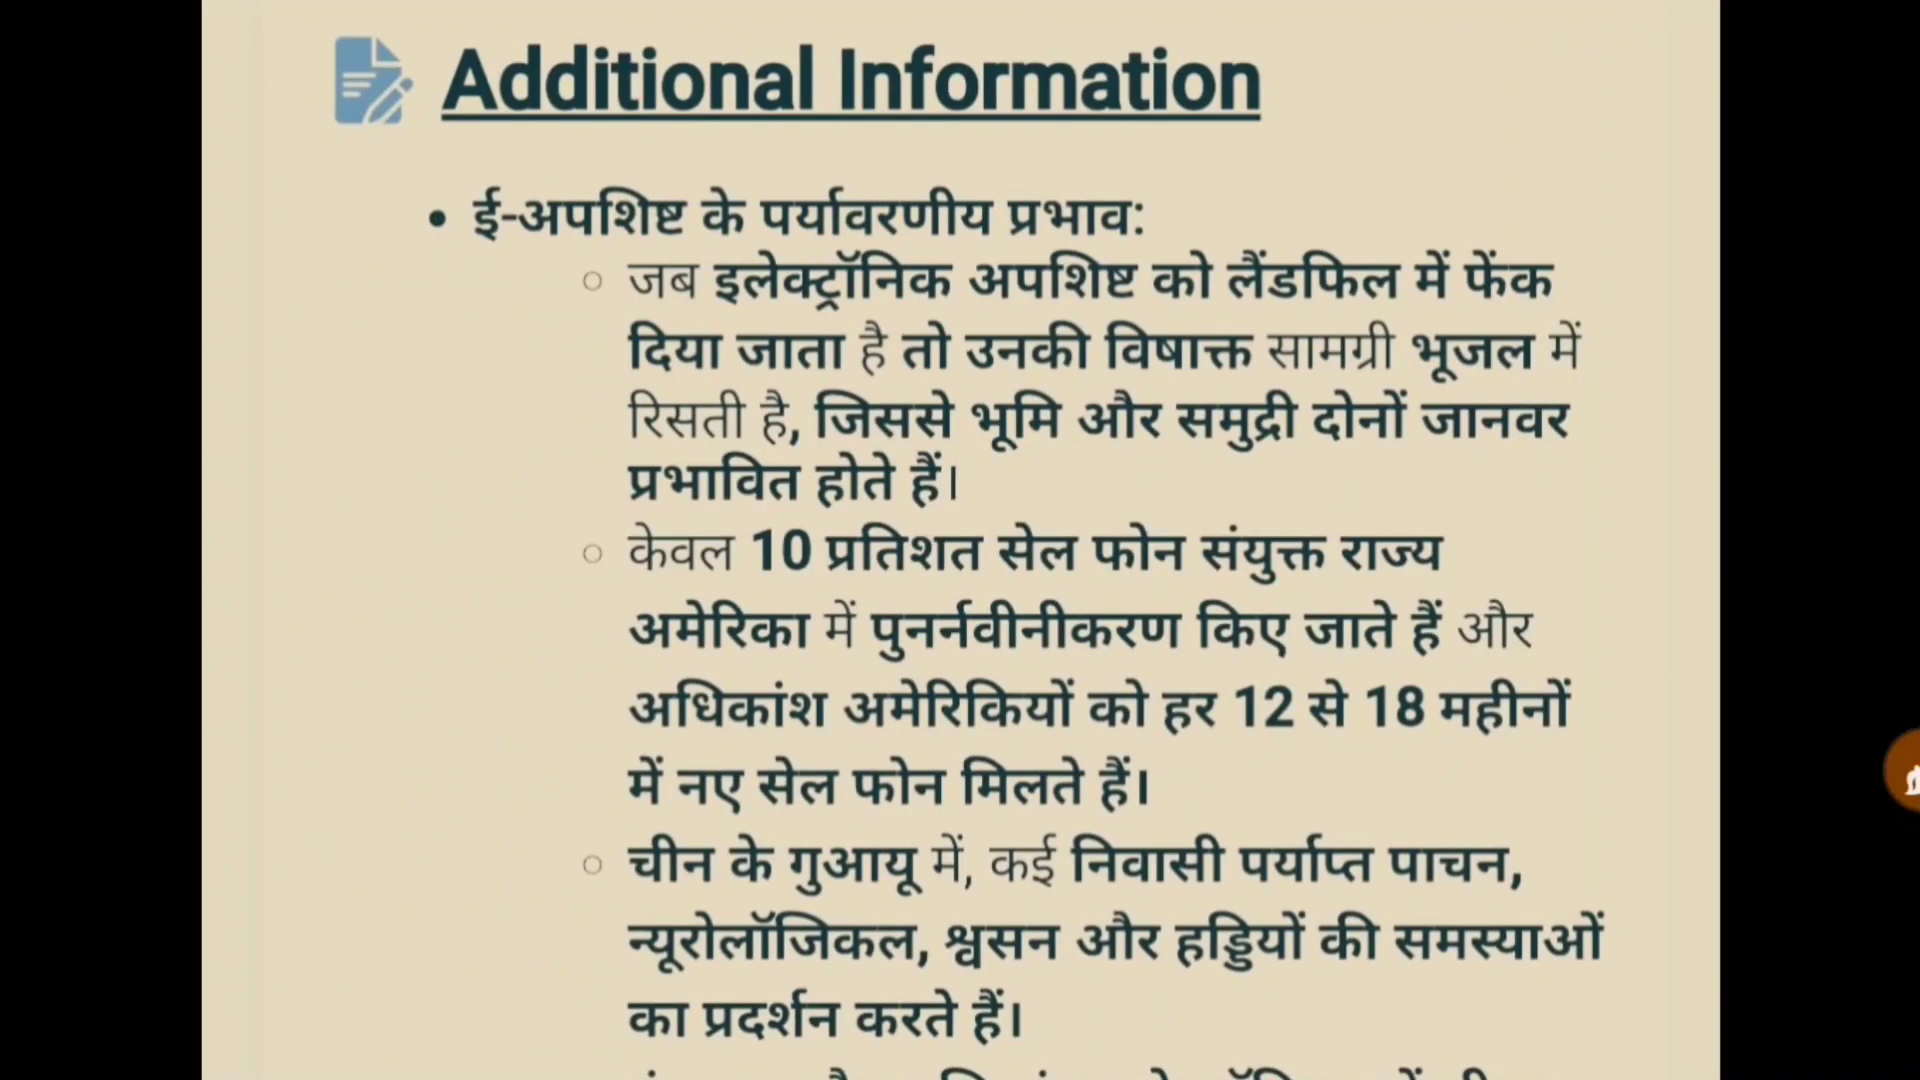 Additional Information
• ई-अपशिष्ट के पर्यावरणीय प्रभाव:
○ जब इलेक्ट्रॉनिक अपशिष्ट को लैंडफिल में फेंक
दिया जाता है तो उनकी विषाक्त सामग्री भूजल में
रिसती है, जिससे भूमि और समुद्री दोनों जानवर
प्रभावित होते हैं।
○ केवल 10 प्रतिशत सेल फोन संयुक्त राज्य
अमेरिका में पुनर्नवीनीकरण किए जाते हैं और
अधिकांश अमेरिकियों को हर 12 से 18 महीनों
में नए सेल फोन मिलते हैं।
○ चीन के गुआयू में, कई निवासी पर्याप्त पाचन,
न्यूरोलॉजिकल, श्वसन और हड्डियों की समस्याओं
का प्रदर्शन करते हैं।